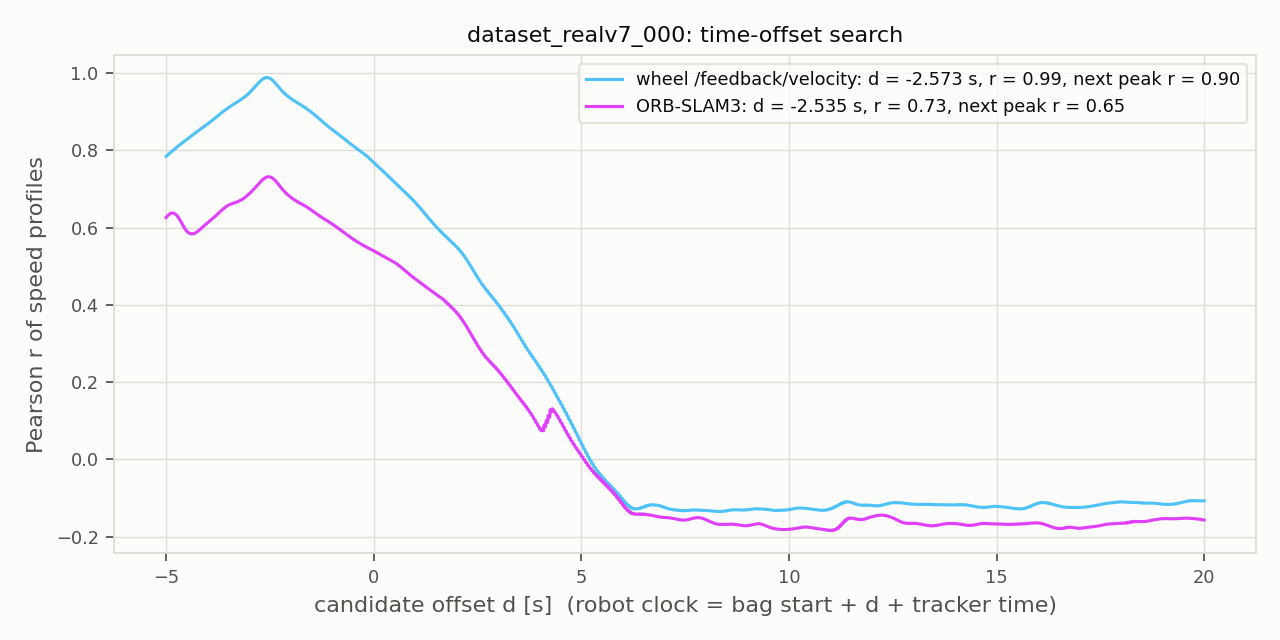 dataset_realv7_000: time-offset search
wheel /feedback/velocity: d = -2.573 s, r = 0.99, next peak r = 0.90
ORB-SLAM3: d = -2.535 s, r = 0.73, next peak r = 0.65
Pearson r of speed profiles
1.0
0.8
0.6
0.4
0.2
0.0
−0.2
−5
0
5
10
15
20
candidate offset d [s]  (robot clock = bag start + d + tracker time)